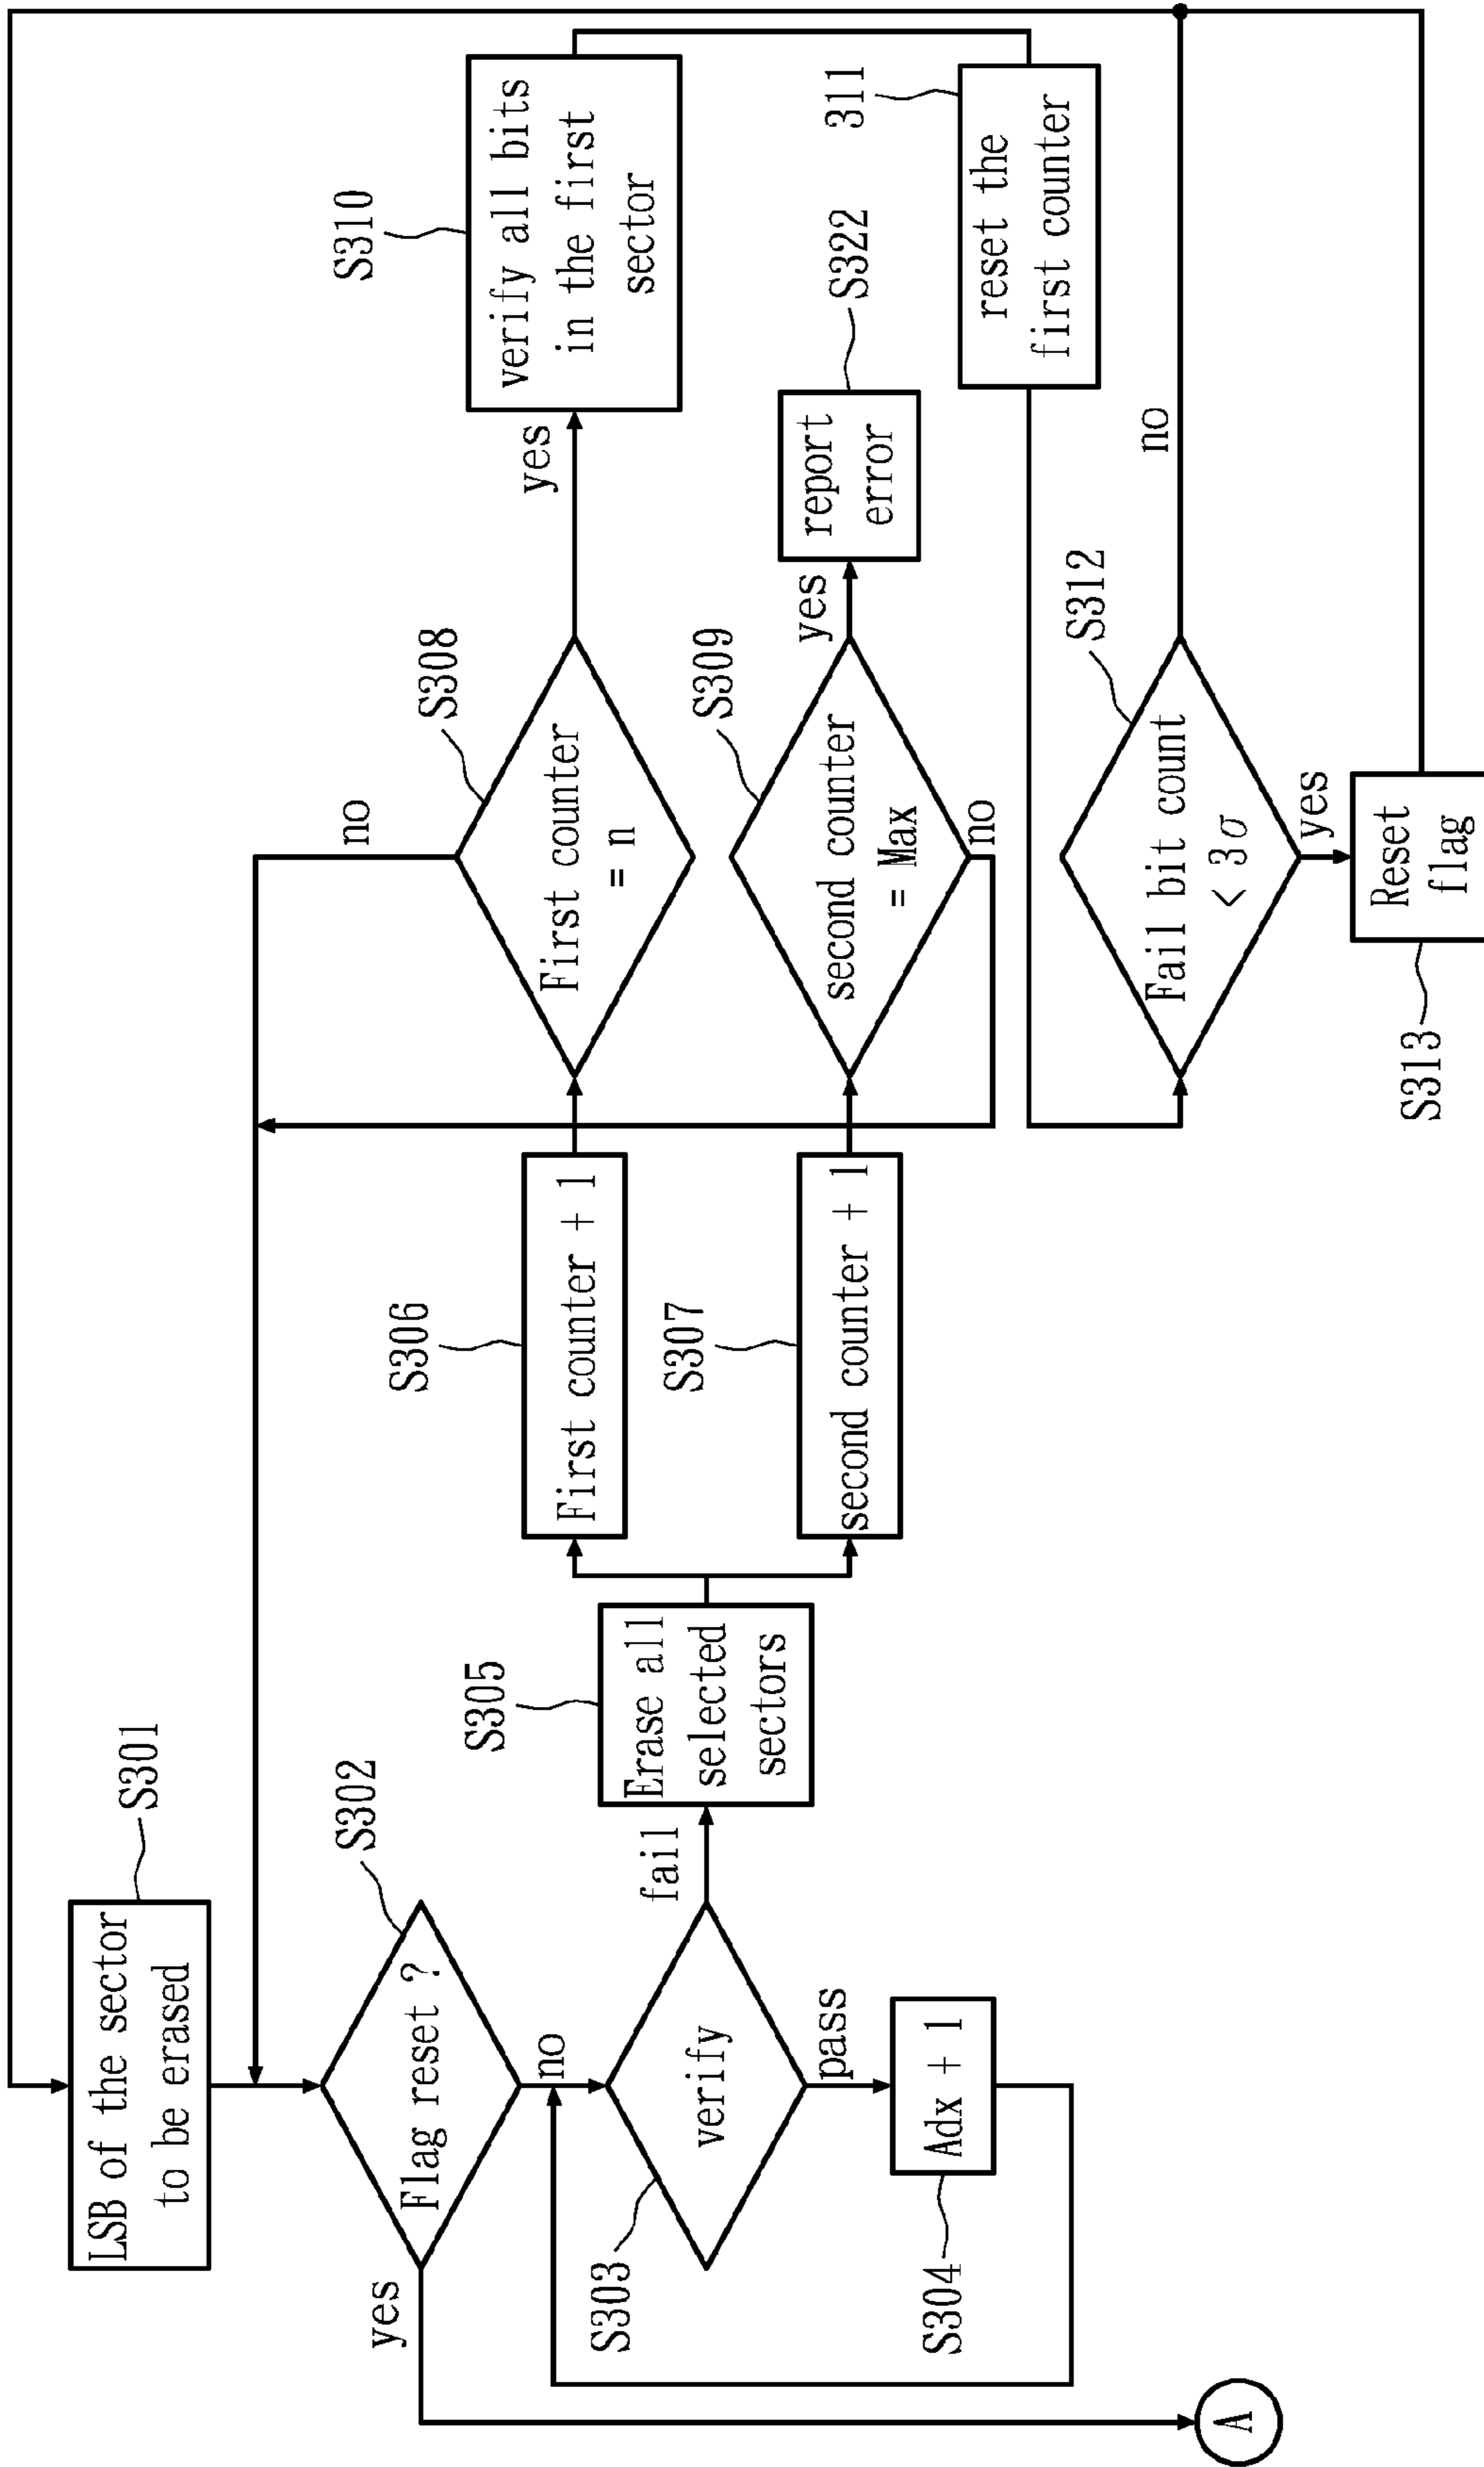 S301
LSB of the sector
to be erased
S302
Flag reset ?
yes
no
S303
verify
fail
pass
S304
Adx + 1
A
S305
Erase all
selected
sectors
S306
First counter + 1
S307
second counter + 1
S308
First counter
= n
no
yes
S309
second counter
= Max
yes
no
S310
verify all bits
in the first
sector
S322
report
error
311
reset the
first counter
S312
Fail bit count
< 3σ
no
yes
S313
Reset
flag